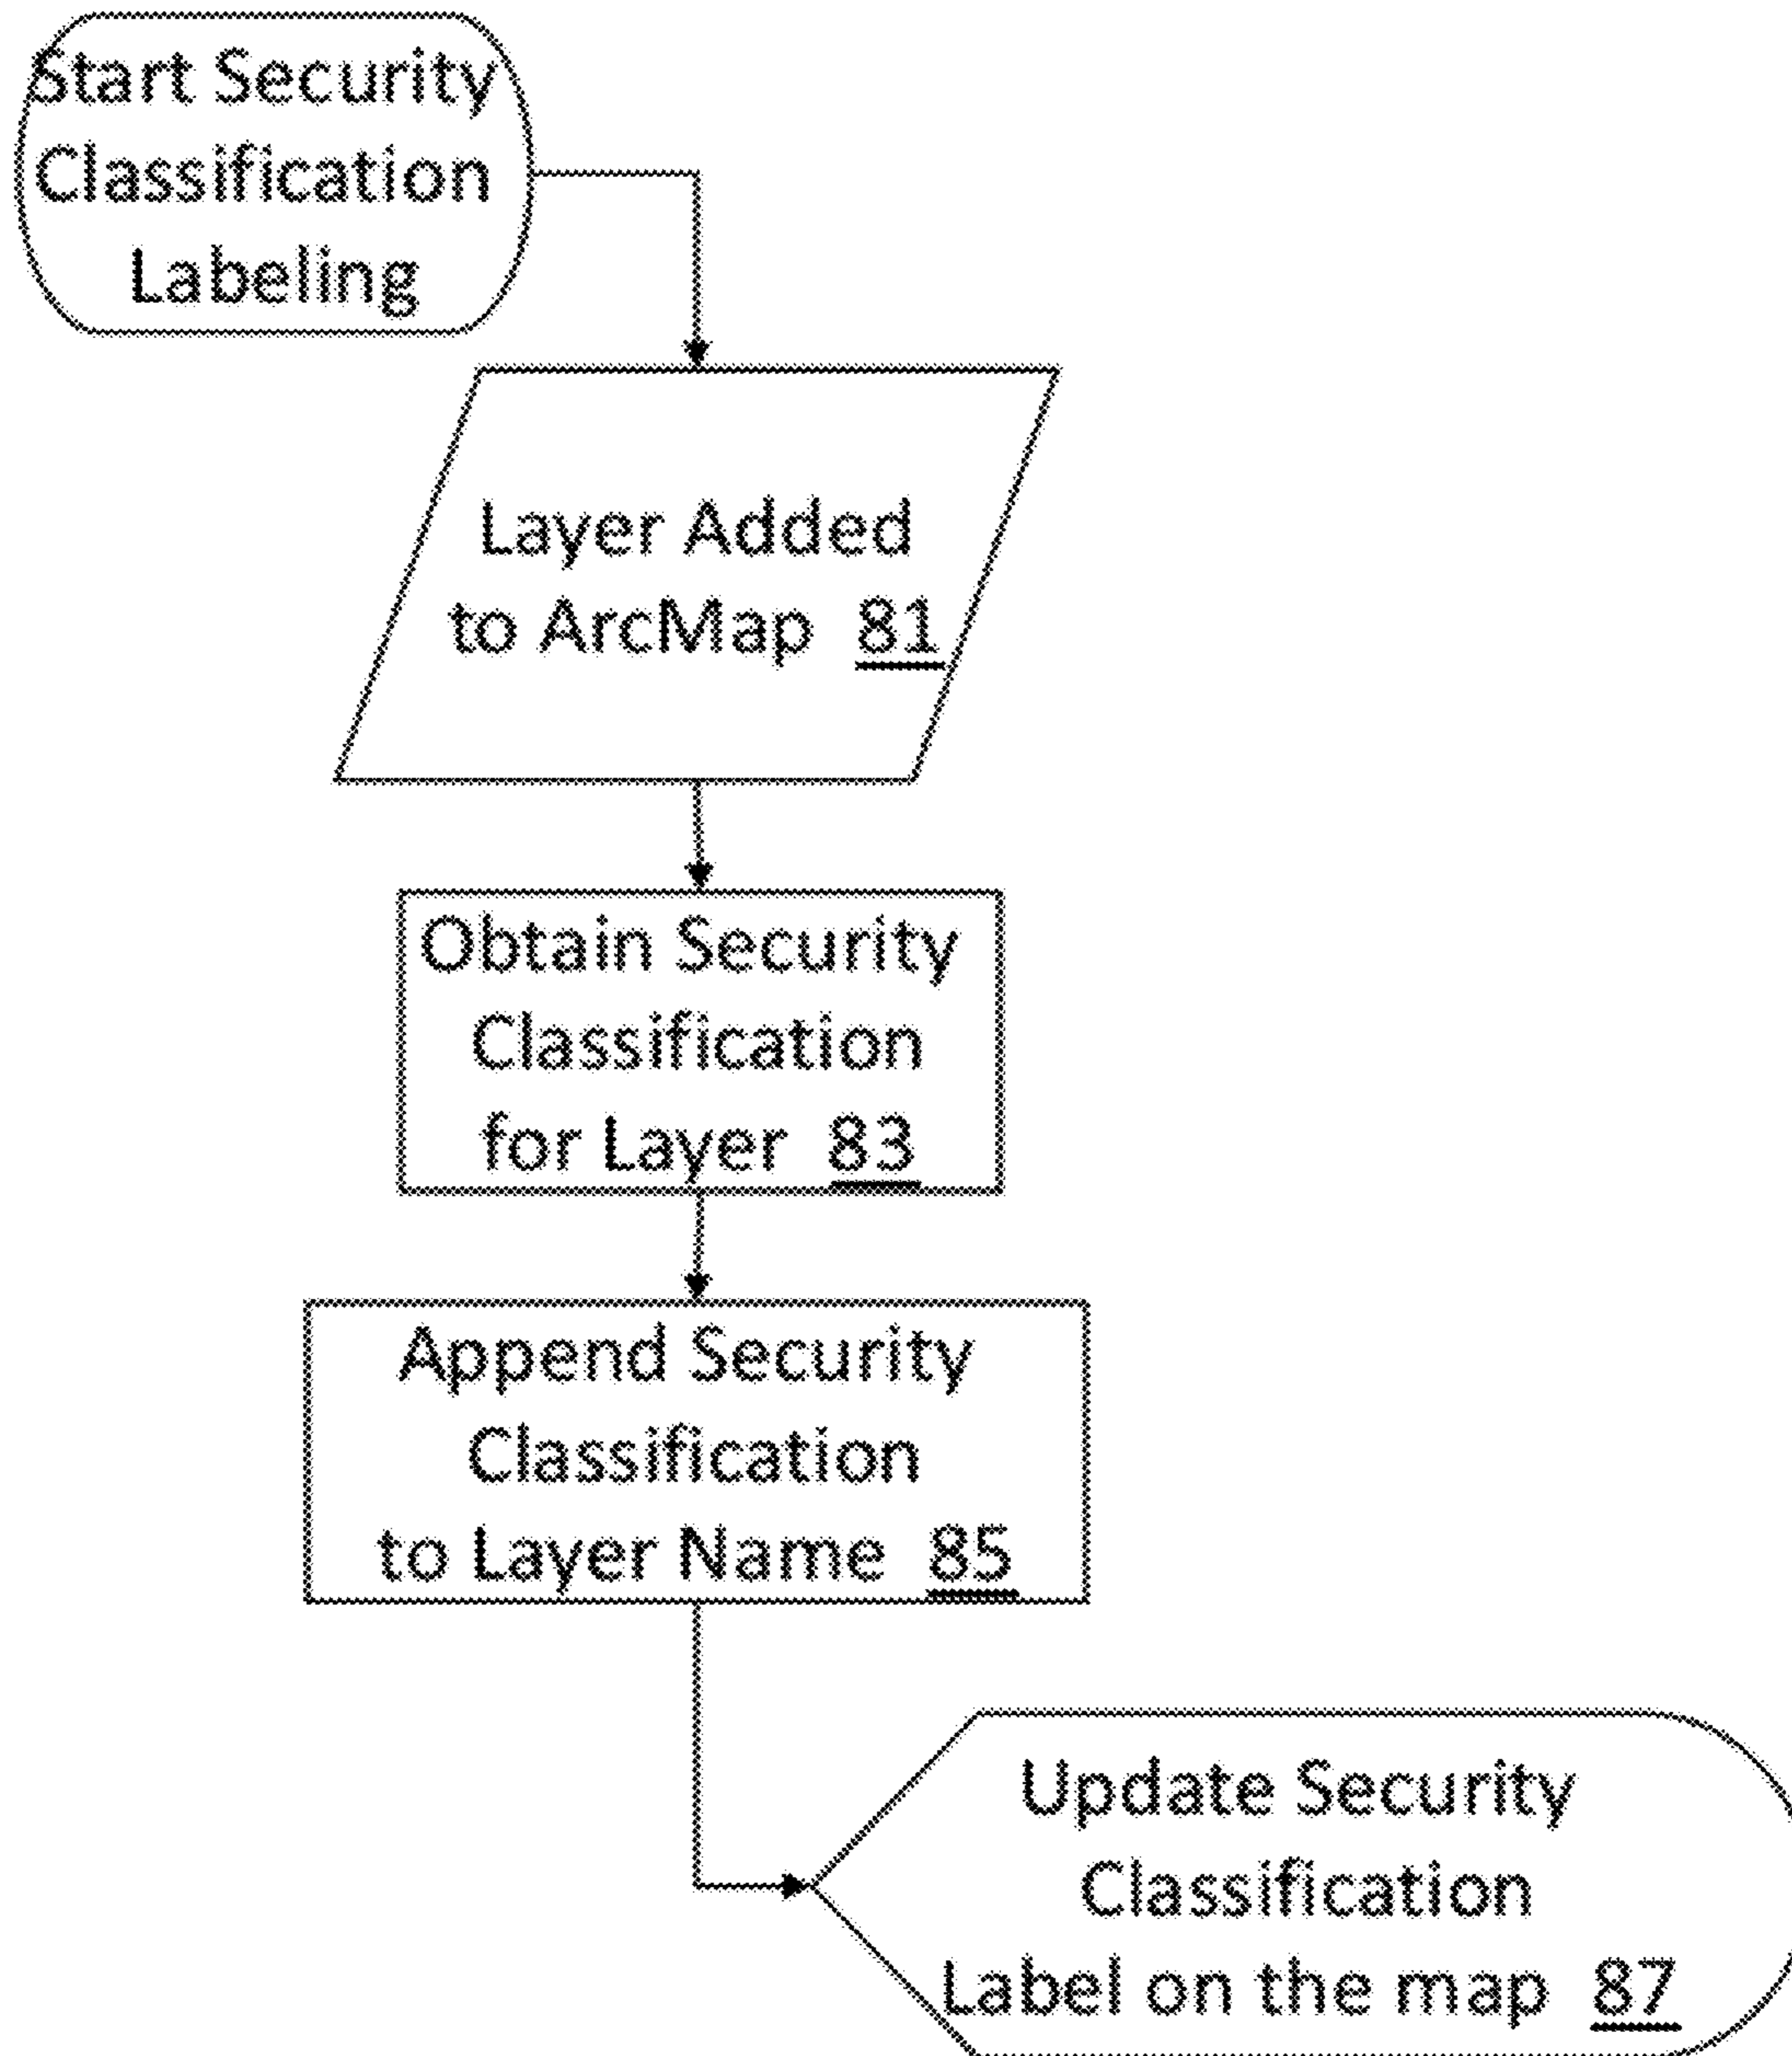 Start Security
Classification
Labeling
Layer Added
to ArcMap 81
Obtain Security
Classification
for Layer 83
Append Security
Classification
to Layer Name 85
Update Security
Classification
Label on the map 87